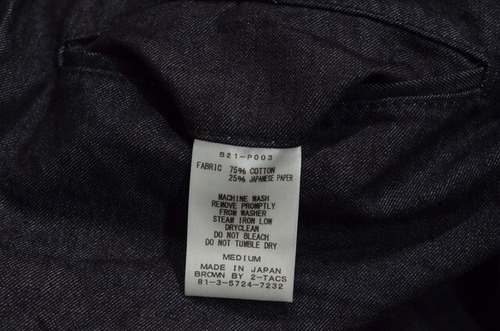 B21-P003
FABRIC 75% COTTON
25% JAPANESE PAPER
MACHINE WASH
REMOVE PROMPTLY
FROM WASHER
STEAM IRON LOW
DRYCLEAN
DO NOT BLEACH
DO NOT TUMBLE DRY
MEDIUM
MADE IN JAPAN
BROWN BY 2-TACS
81-3-5724-7232